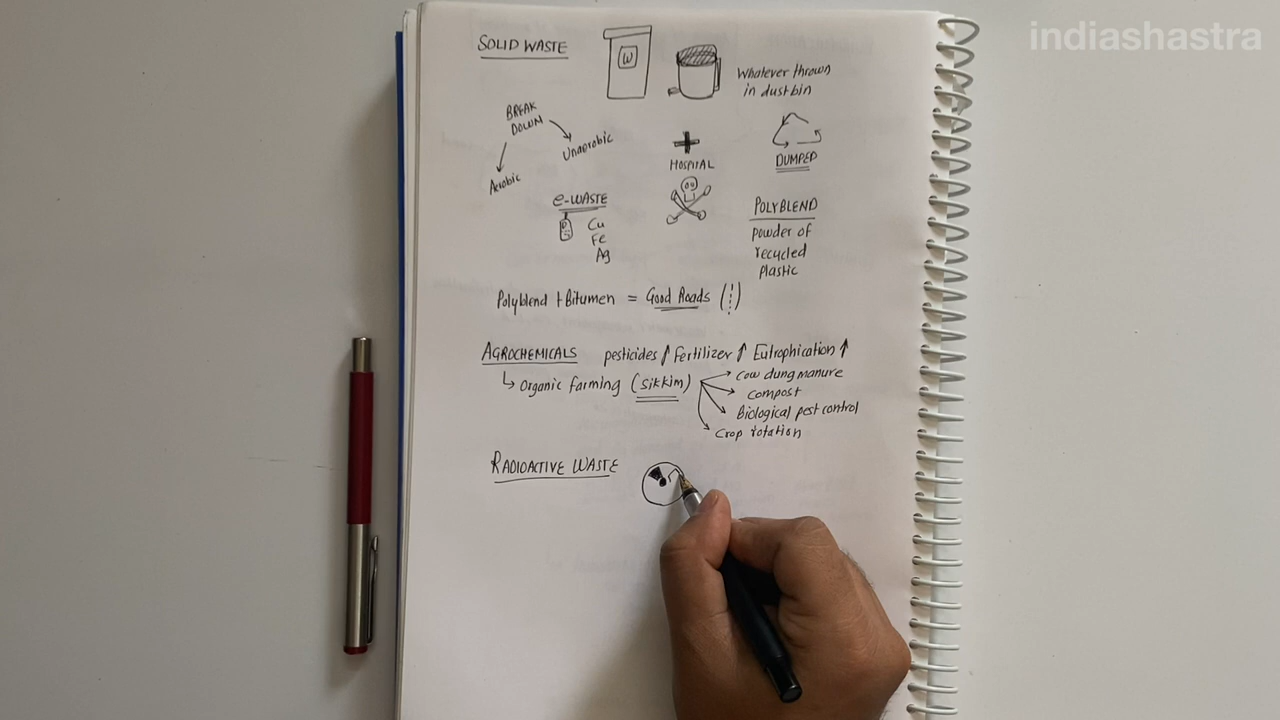 indiashastra
SOLID WASTE
W
Whatever thrown
in dustbin
BREAK
DOWN
Unaerobic
Aerobic
HOSPITAL
DUMPED
e-WASTE
Cu
Fe
Ag
POLYBLEND
powder of
recycled
plastic
Polyblend + Bitumen = Good Roads
AGROCHEMICALS pesticides ↑ Fertilizer ↑ Eutrophication ↑
↳ Organic farming (Sikkim)
Cow dung manure
Compost
Biological pest control
Crop rotation
RADIOACTIVE WASTE